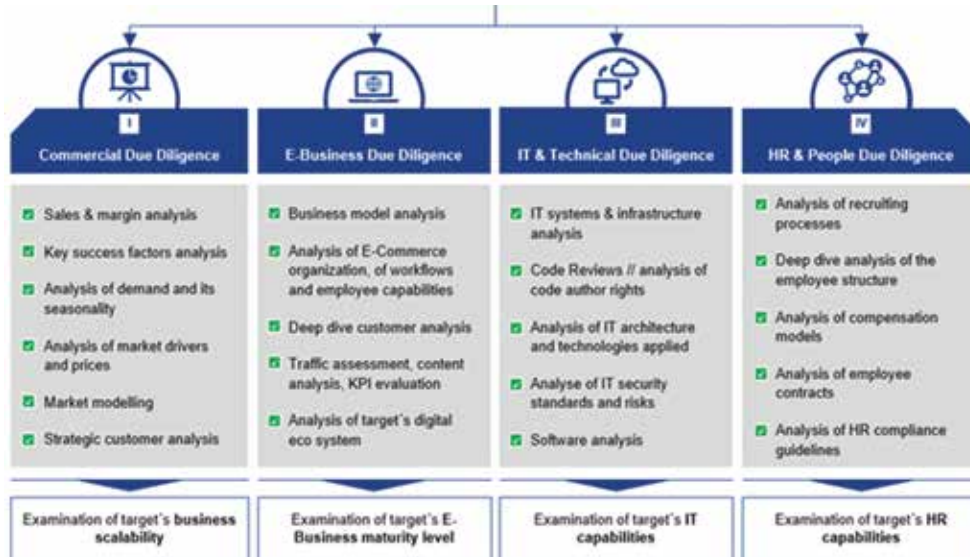 I
Commercial Due Diligence
Sales & margin analysis
Key success factors analysis
Analysis of demand and its
seasonality
Analysis of market drivers
and prices
Market modelling
Strategic customer analysis
Examination of target´s business
scalability
II
E-Business Due Diligence
Business model analysis
Analysis of E-Commerce
organization, of workflows
and employee capabilities
Deep dive customer analysis
Traffic assessment, content
analysis, KPI evaluation
Analysis of target´s digital
eco system
Examination of target´s E-
Business maturity level
III
IT & Technical Due Diligence
IT systems & infrastructure
analysis
Code Reviews // analysis of
code author rights
Analysis of IT architecture
and technologies applied
Analyse of IT security
standards and risks
Software analysis
Examination of target´s IT
capabilities
IV
HR & People Due Diligence
Analysis of recruiting
processes
Deep dive analysis of the
employee structure
Analysis of compensation
models
Analysis of employee
contracts
Analysis of HR compliance
guidelines
Examination of target´s HR
capabilities